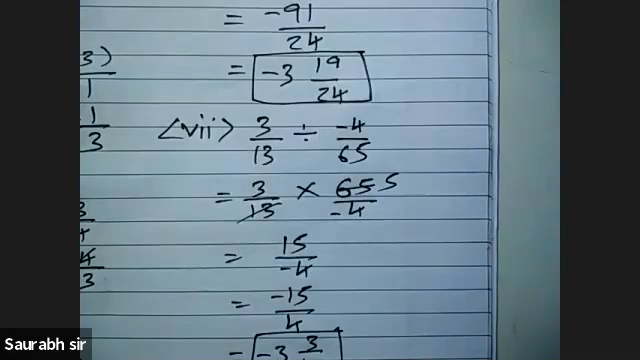 = -91/24
= -3 19/24
3)/1
1/3
<vii> 3/13 ÷ -4/65
= 3/13 × 65 5/-4
= 15/-4
= -15/4
= -3 3/
3
Saurabh sir